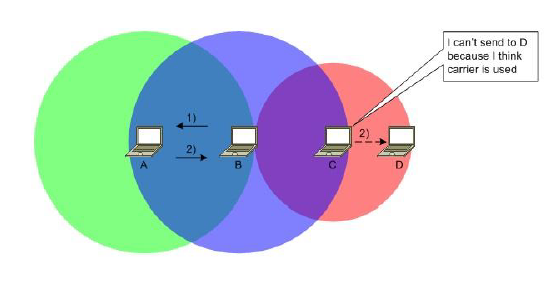 I can't send to D
because I think
carrier is used
1)
2)
2)
A
B
C
D